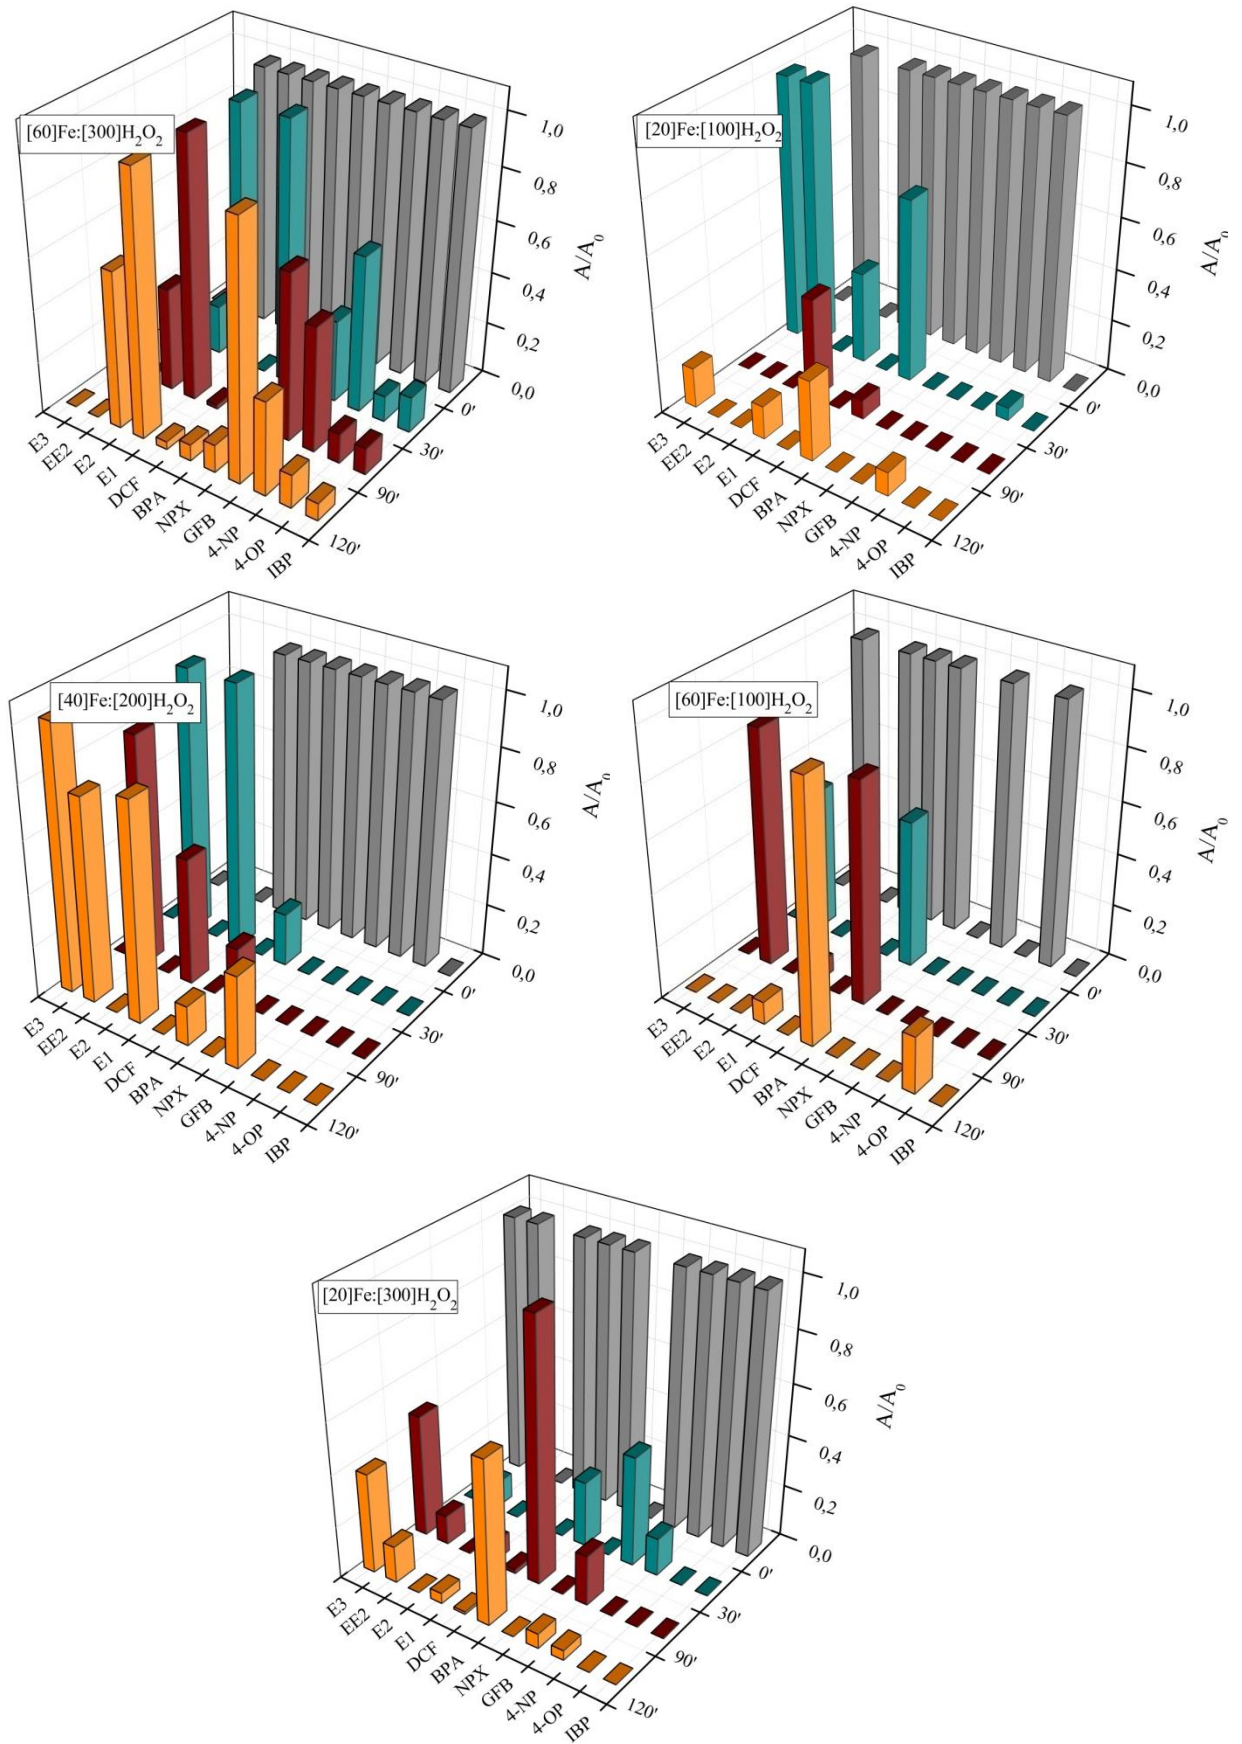 [60]Fe:[300]H₂O₂
1,0
0,8
0,6
0,4
0,2
0,0
A/A₀
0'
30'
90'
120'
E3
EE2
E2
E1
DCF
BPA
NPX
GFB
4-NP
4-OP
IBP
[20]Fe:[100]H₂O₂
1,0
0,8
0,6
0,4
0,2
0,0
A/A₀
0'
30'
90'
120'
E3
EE2
E2
E1
DCF
BPA
NPX
GFB
4-NP
4-OP
IBP
[40]Fe:[200]H₂O₂
1,0
0,8
0,6
0,4
0,2
0,0
A/A₀
0'
30'
90'
120'
E3
EE2
E2
E1
DCF
BPA
NPX
GFB
4-NP
4-OP
IBP
[60]Fe:[100]H₂O₂
1,0
0,8
0,6
0,4
0,2
0,0
A/A₀
0'
30'
90'
120'
E3
EE2
E2
E1
DCF
BPA
NPX
GFB
4-NP
4-OP
IBP
[20]Fe:[300]H₂O₂
1,0
0,8
0,6
0,4
0,2
0,0
A/A₀
0'
30'
90'
120'
E3
EE2
E2
E1
DCF
BPA
NPX
GFB
4-NP
4-OP
IBP